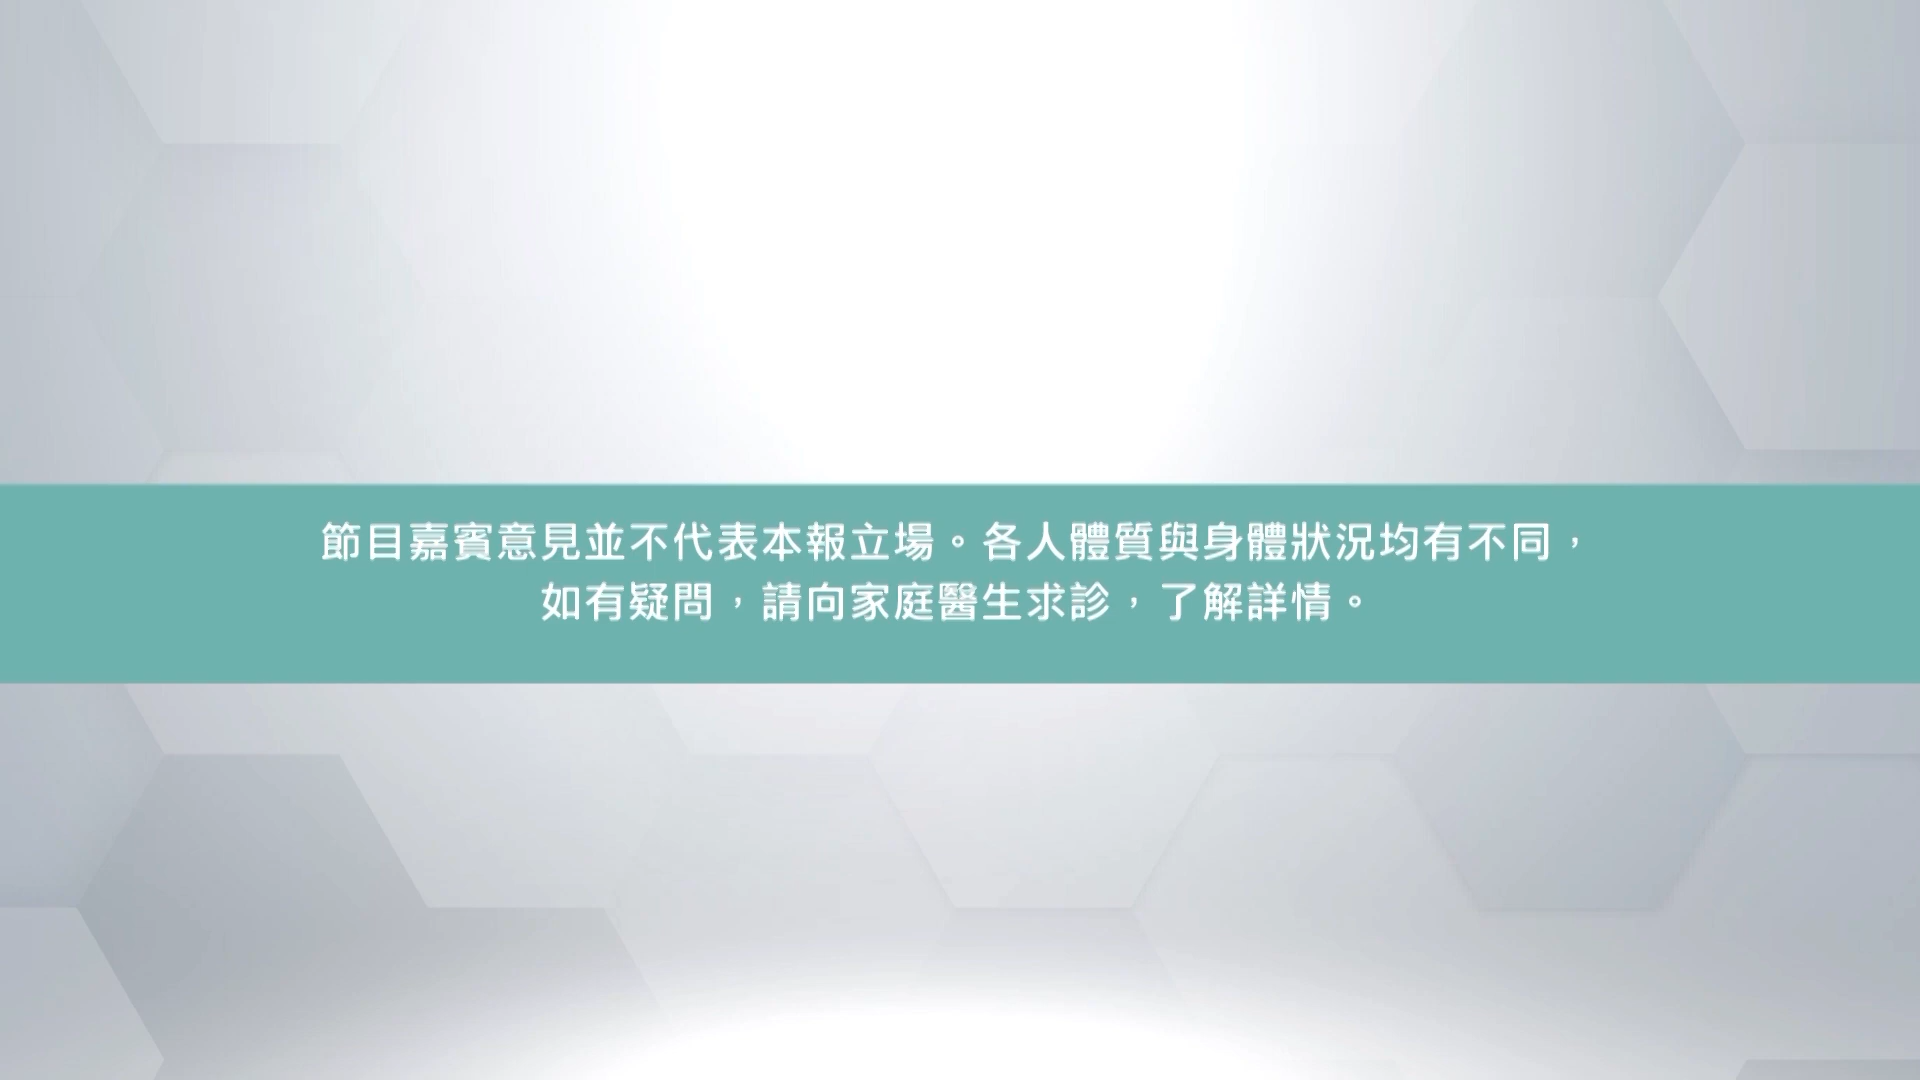 節目嘉賓意見並不代表本報立場。各人體質與身體狀況均有不同，
如有疑問，請向家庭醫生求診，了解詳情。